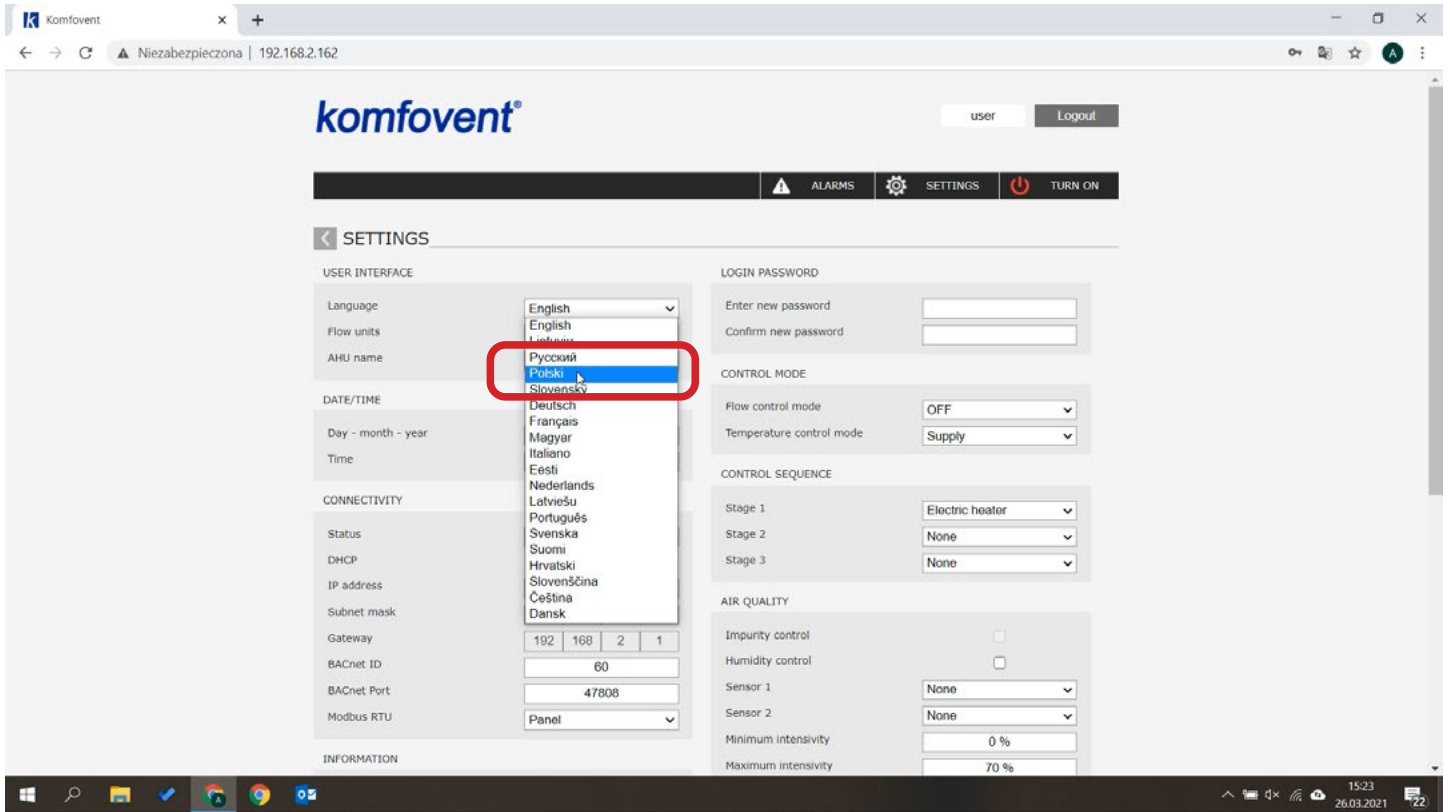 Komfovent
Niezabezpieczona | 192.168.2.162
A
komfovent®
user
Logout
ALARMS
SETTINGS
TURN ON
SETTINGS
USER INTERFACE
Language
English
Flow units
AHU name
English
Lietuvių
Русский
Polski
Slovenský
Deutsch
Français
Magyar
Italiano
Eesti
Nederlands
Latviešu
Português
Svenska
Suomi
Hrvatski
Slovenščina
Čeština
Dansk
DATE/TIME
Day - month - year
Time
CONNECTIVITY
Status
DHCP
IP address
Subnet mask
Gateway
192 168 2 1
BACnet ID
60
BACnet Port
47808
Modbus RTU
Panel
INFORMATION
LOGIN PASSWORD
Enter new password
Confirm new password
CONTROL MODE
Flow control mode
OFF
Temperature control mode
Supply
CONTROL SEQUENCE
Stage 1
Electric heater
Stage 2
None
Stage 3
None
AIR QUALITY
Impurity control
Humidity control
Sensor 1
None
Sensor 2
None
Minimum intensivity
0 %
Maximum intensivity
70 %
15:23
26.03.2021
22